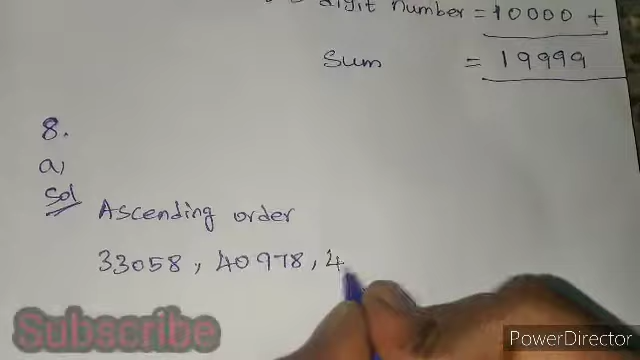 digit number = 10000 +
Sum = 19999
8.
a,
Sol Ascending order
33058, 40978, 4
Subscribe
PowerDirector